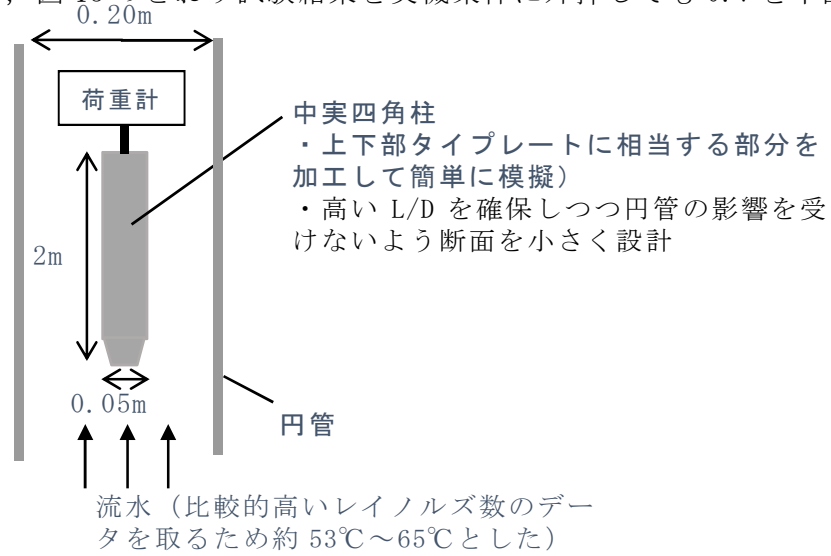 0.20m
荷重計
中実四角柱
・上下部タイプレートに相当する部分を
加工して簡単に模擬）
・高い L/D を確保しつつ円管の影響を受
けないよう断面を小さく設計
2m
0.05m
円管
流水（比較的高いレイノルズ数のデー
タを取るため約 53℃～65℃とした）